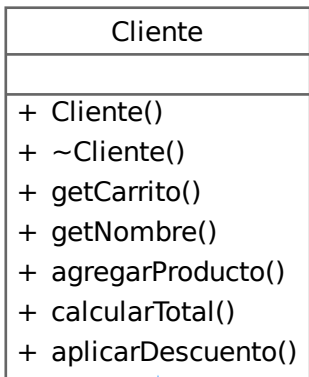 Cliente
+ Cliente()
+ ~Cliente()
+ getCarrito()
+ getNombre()
+ agregarProducto()
+ calcularTotal()
+ aplicarDescuento()